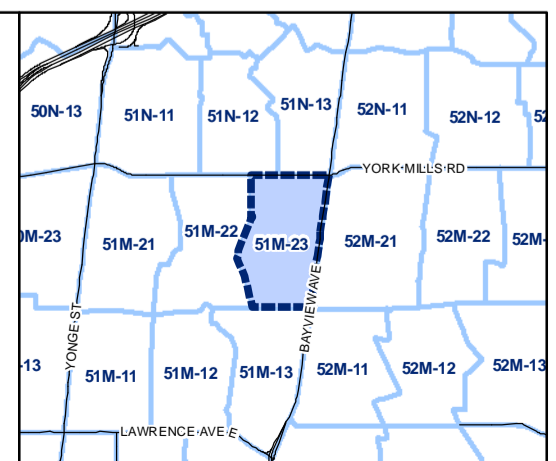 50N-13
51N-11
51N-12
51N-13
52N-11
52N-12
52
YORK MILLS RD
0M-23
51M-21
51M-22
51M-23
52M-21
52M-22
52M-
BAYVIEW AVE
YONGE ST
-13
51M-11
51M-12
51M-13
52M-11
52M-12
52M-13
LAWRENCE AVE E